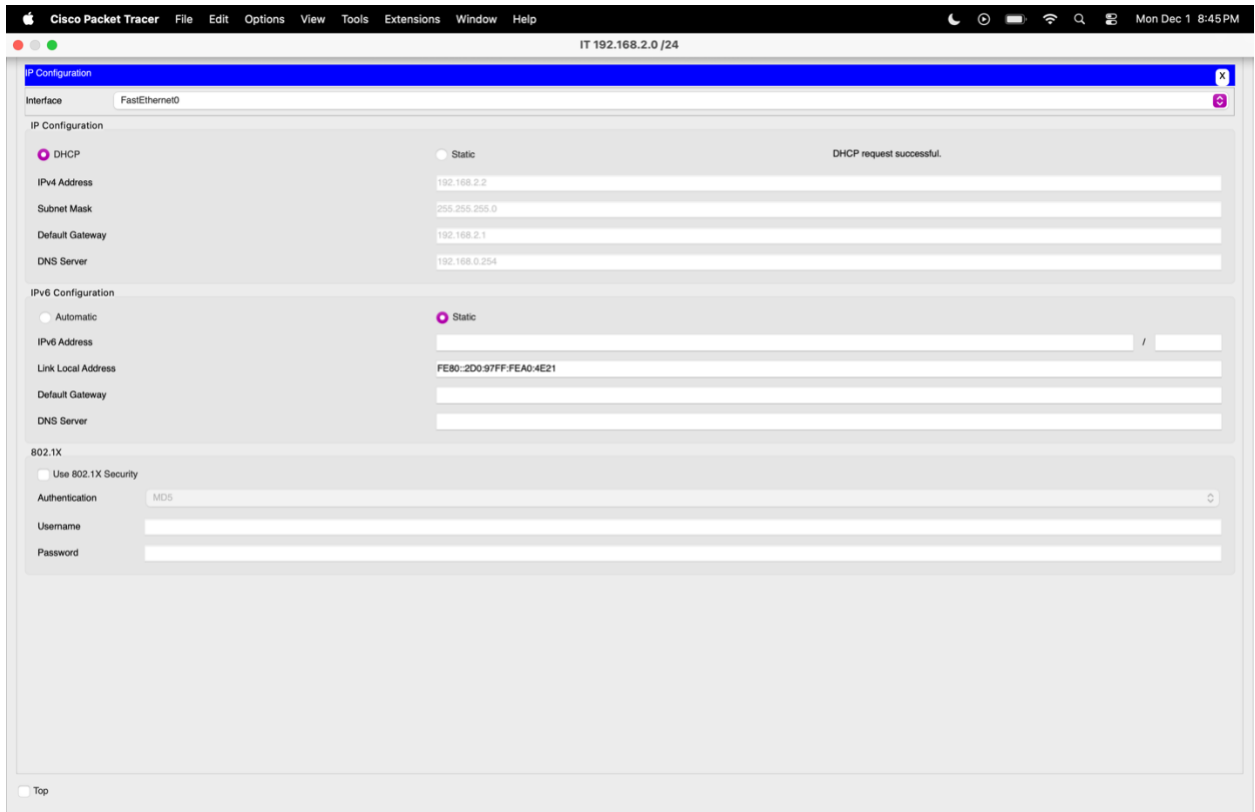 Cisco Packet Tracer File Edit Options View Tools Extensions Window Help Mon Dec 1 8:45 PM
IT 192.168.2.0 /24
IP Configuration X
Interface FastEthernet0
IP Configuration
DHCP Static DHCP request successful.
IPv4 Address 192.168.2.2
Subnet Mask 255.255.255.0
Default Gateway 192.168.2.1
DNS Server 192.168.0.254
IPv6 Configuration
Automatic Static
IPv6 Address /
Link Local Address FE80::2D0:97FF:FEA0:4E21
Default Gateway
DNS Server
802.1X
Use 802.1X Security
Authentication MD5
Username
Password
Top